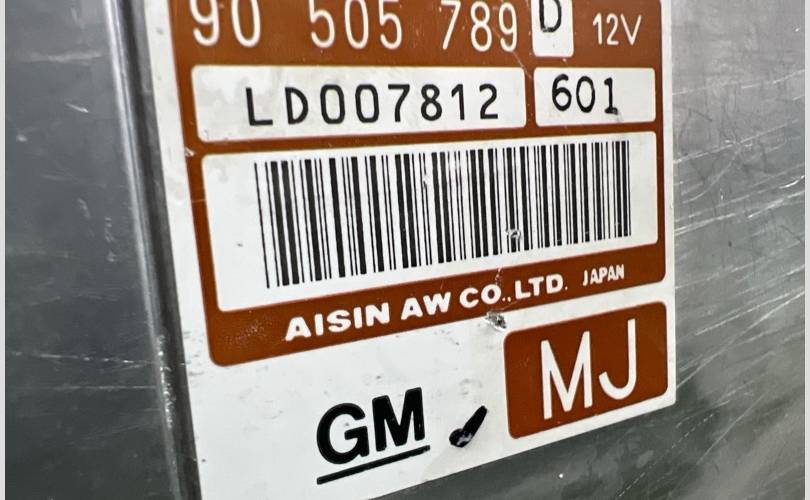 90 505 789 D 12V
LD007812 601
AISIN AW CO.,LTD. JAPAN
GM MJ